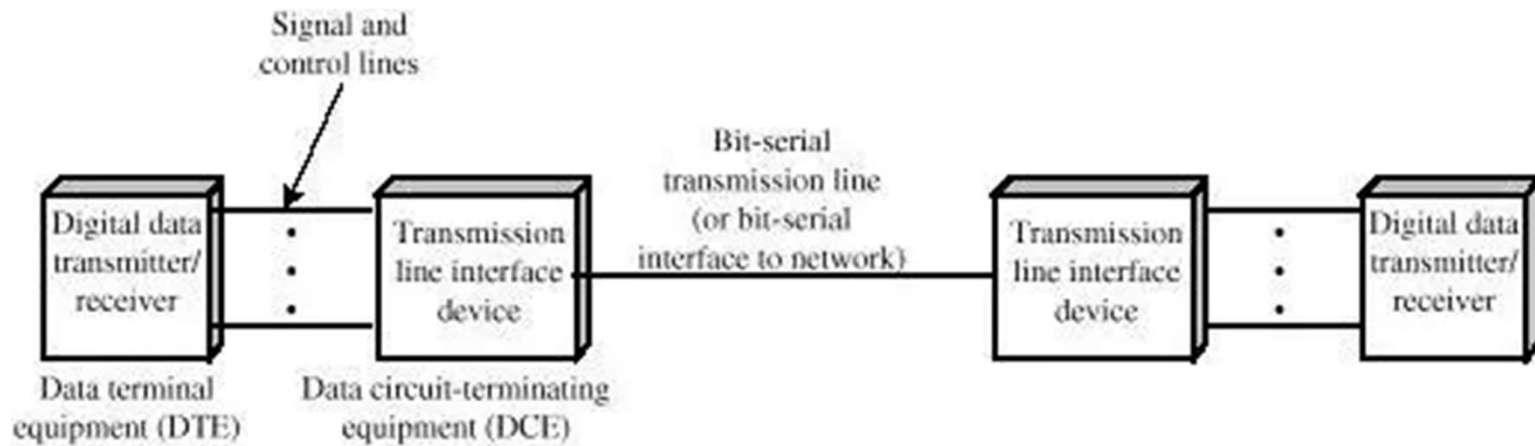 Signal and
control lines
Bit-serial
transmission line
(or bit-serial
interface to network)
Digital data
transmitter/
receiver
Transmission
line interface
device
Transmission
line interface
device
Digital data
transmitter/
receiver
Data terminal
equipment (DTE)
Data circuit-terminating
equipment (DCE)